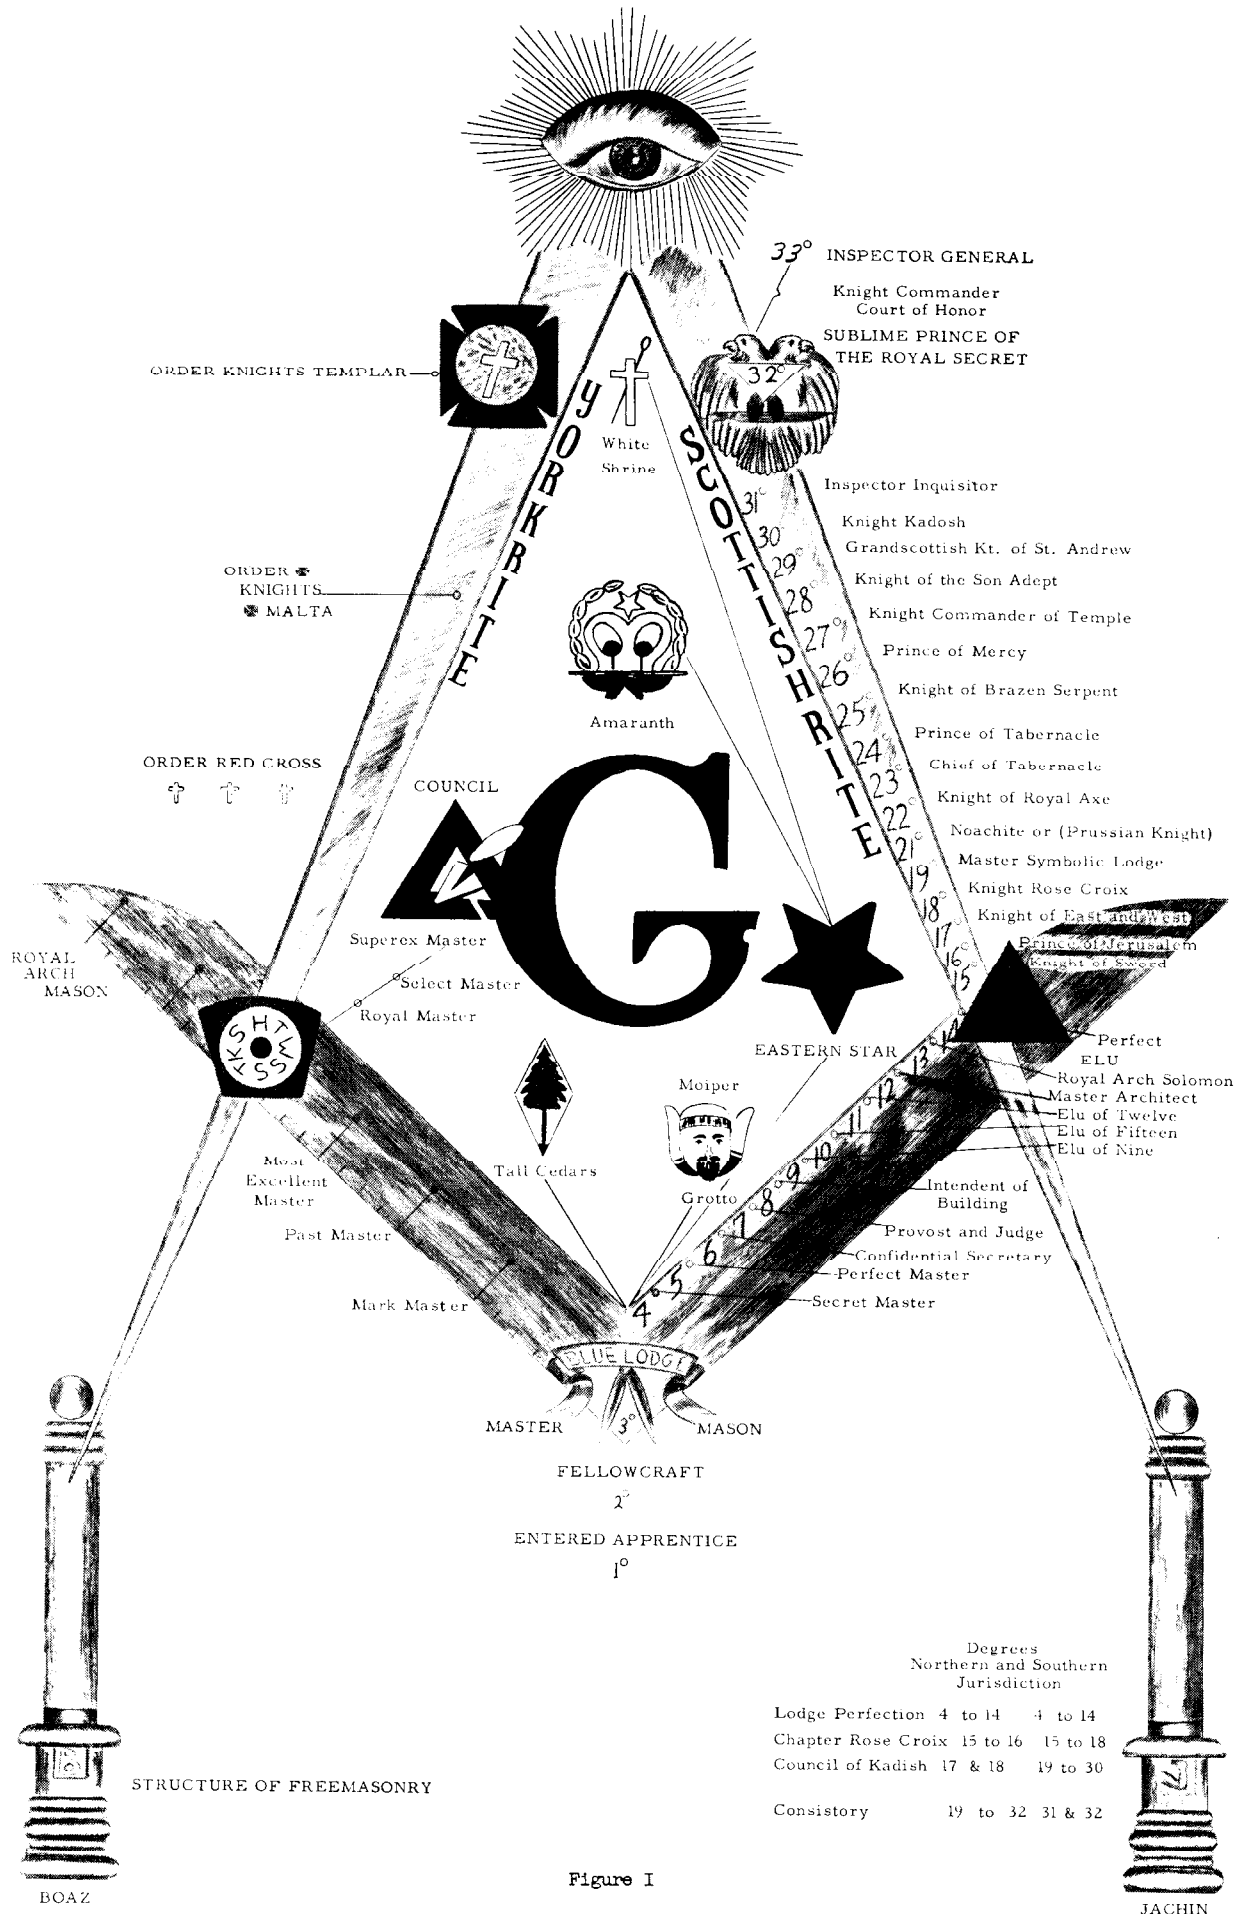 33° INSPECTOR GENERAL
Knight Commander
Court of Honor
SUBLIME PRINCE OF
THE ROYAL SECRET
32°
ORDER KNIGHTS TEMPLAR
YORK RITE
SCOTTISH RITE
White
Shrine
31° Inspector Inquisitor
30° Knight Kadosh
29° Grandscottish Kt. of St. Andrew
28° Knight of the Son Adept
27° Knight Commander of Temple
26° Prince of Mercy
25° Knight of Brazen Serpent
24° Prince of Tabernacle
23° Chief of Tabernacle
22° Knight of Royal Axe
21° Noachite or (Prussian Knight)
19° Master Symbolic Lodge
18° Knight Rose Croix
17° Knight of East and West
16° Prince of Jerusalem
15° Knight of Sword
ORDER
KNIGHTS
MALTA
Amaranth
ORDER RED CROSS
COUNCIL
G
Superex Master
Select Master
Royal Master
ROYAL
ARCH
MASON
HTWSSTKS
EASTERN STAR
Tall Cedars
Moiper
Grotto
14
13
12
11
10
9
8
7
6
5
4
Perfect
ELU
Royal Arch Solomon
Master Architect
Elu of Twelve
Elu of Fifteen
Elu of Nine
Intendent of
Building
Provost and Judge
Confidential Secretary
Perfect Master
Secret Master
Most
Excellent
Master
Past Master
Mark Master
BLUE LODGE
MASTER 3° MASON
FELLOWCRAFT
2°
ENTERED APPRENTICE
1°
Degrees
Northern and Southern
Jurisdiction
Lodge Perfection 4 to 14 4 to 14
Chapter Rose Croix 15 to 16 15 to 18
Council of Kadish 17 & 18 19 to 30
Consistory 19 to 32 31 & 32
STRUCTURE OF FREEMASONRY
Figure I
BOAZ
JACHIN